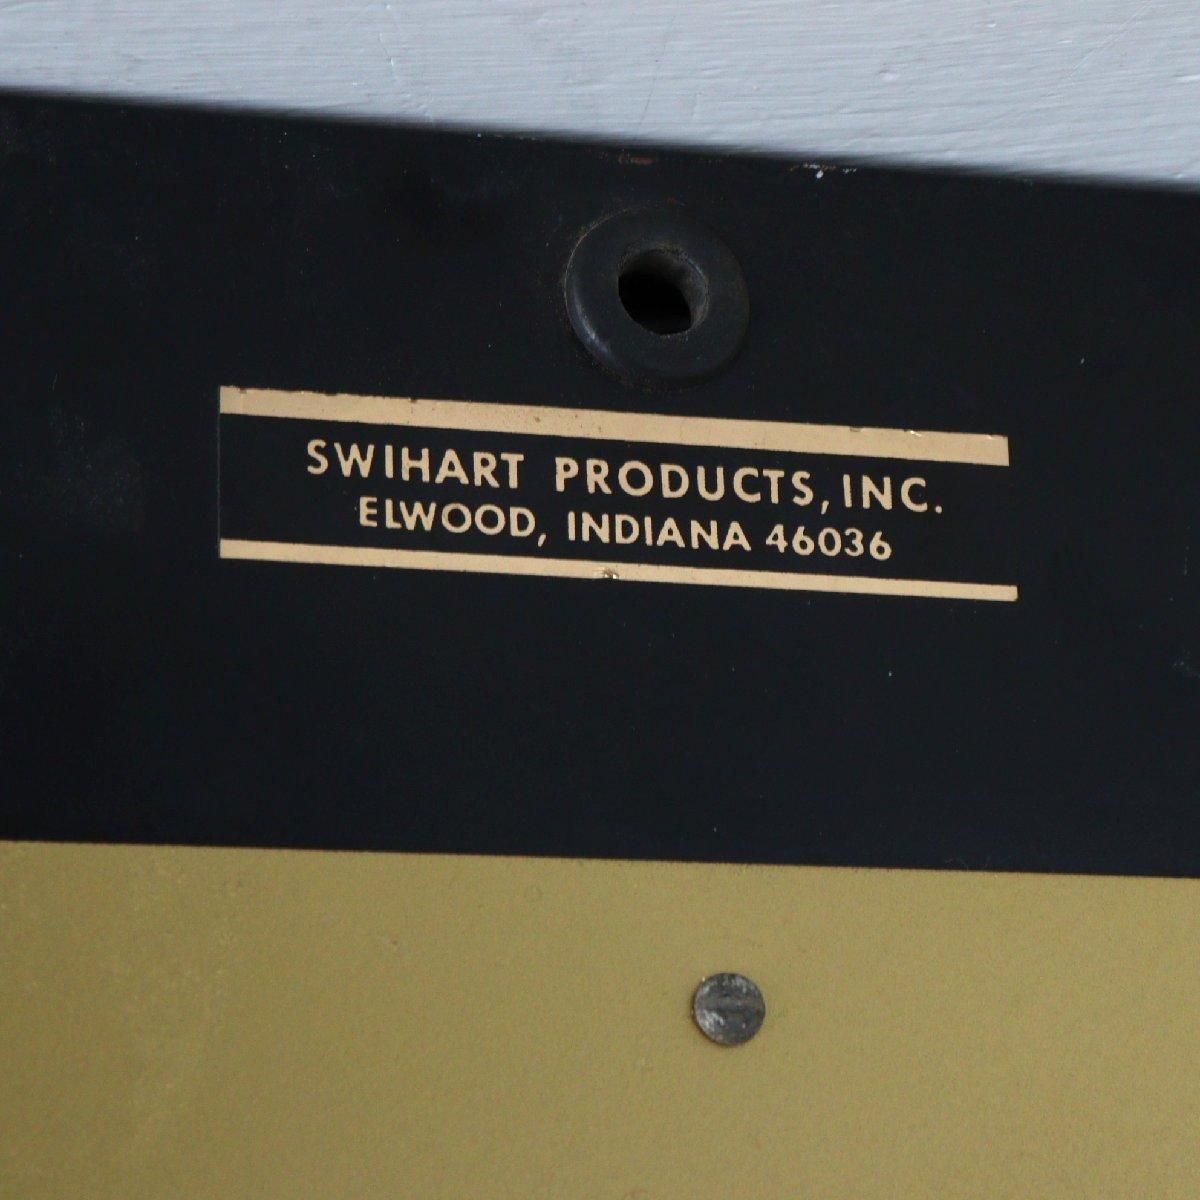 SWIHART PRODUCTS, INC.
ELWOOD, INDIANA 46036